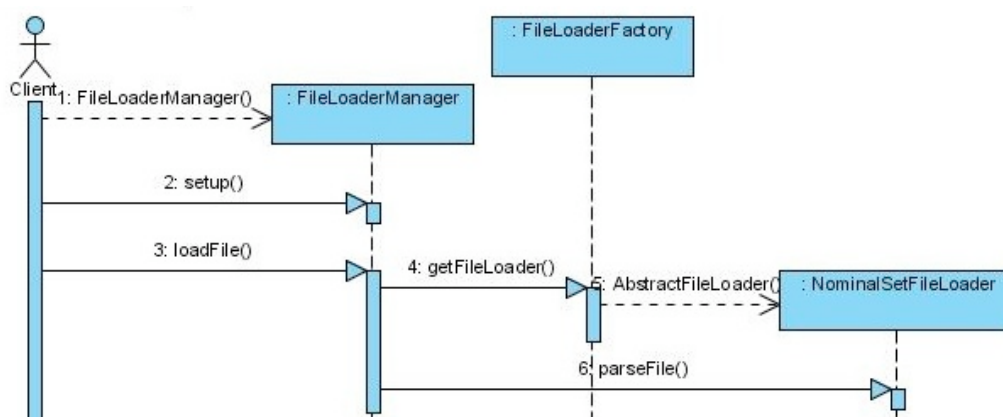 : FileLoaderFactory
Client
1: FileLoaderManager()
: FileLoaderManager
2: setup()
3: loadFile()
4: getFileLoader()
5: AbstractFileLoader()
: NominalSetFileLoader
6: parseFile()